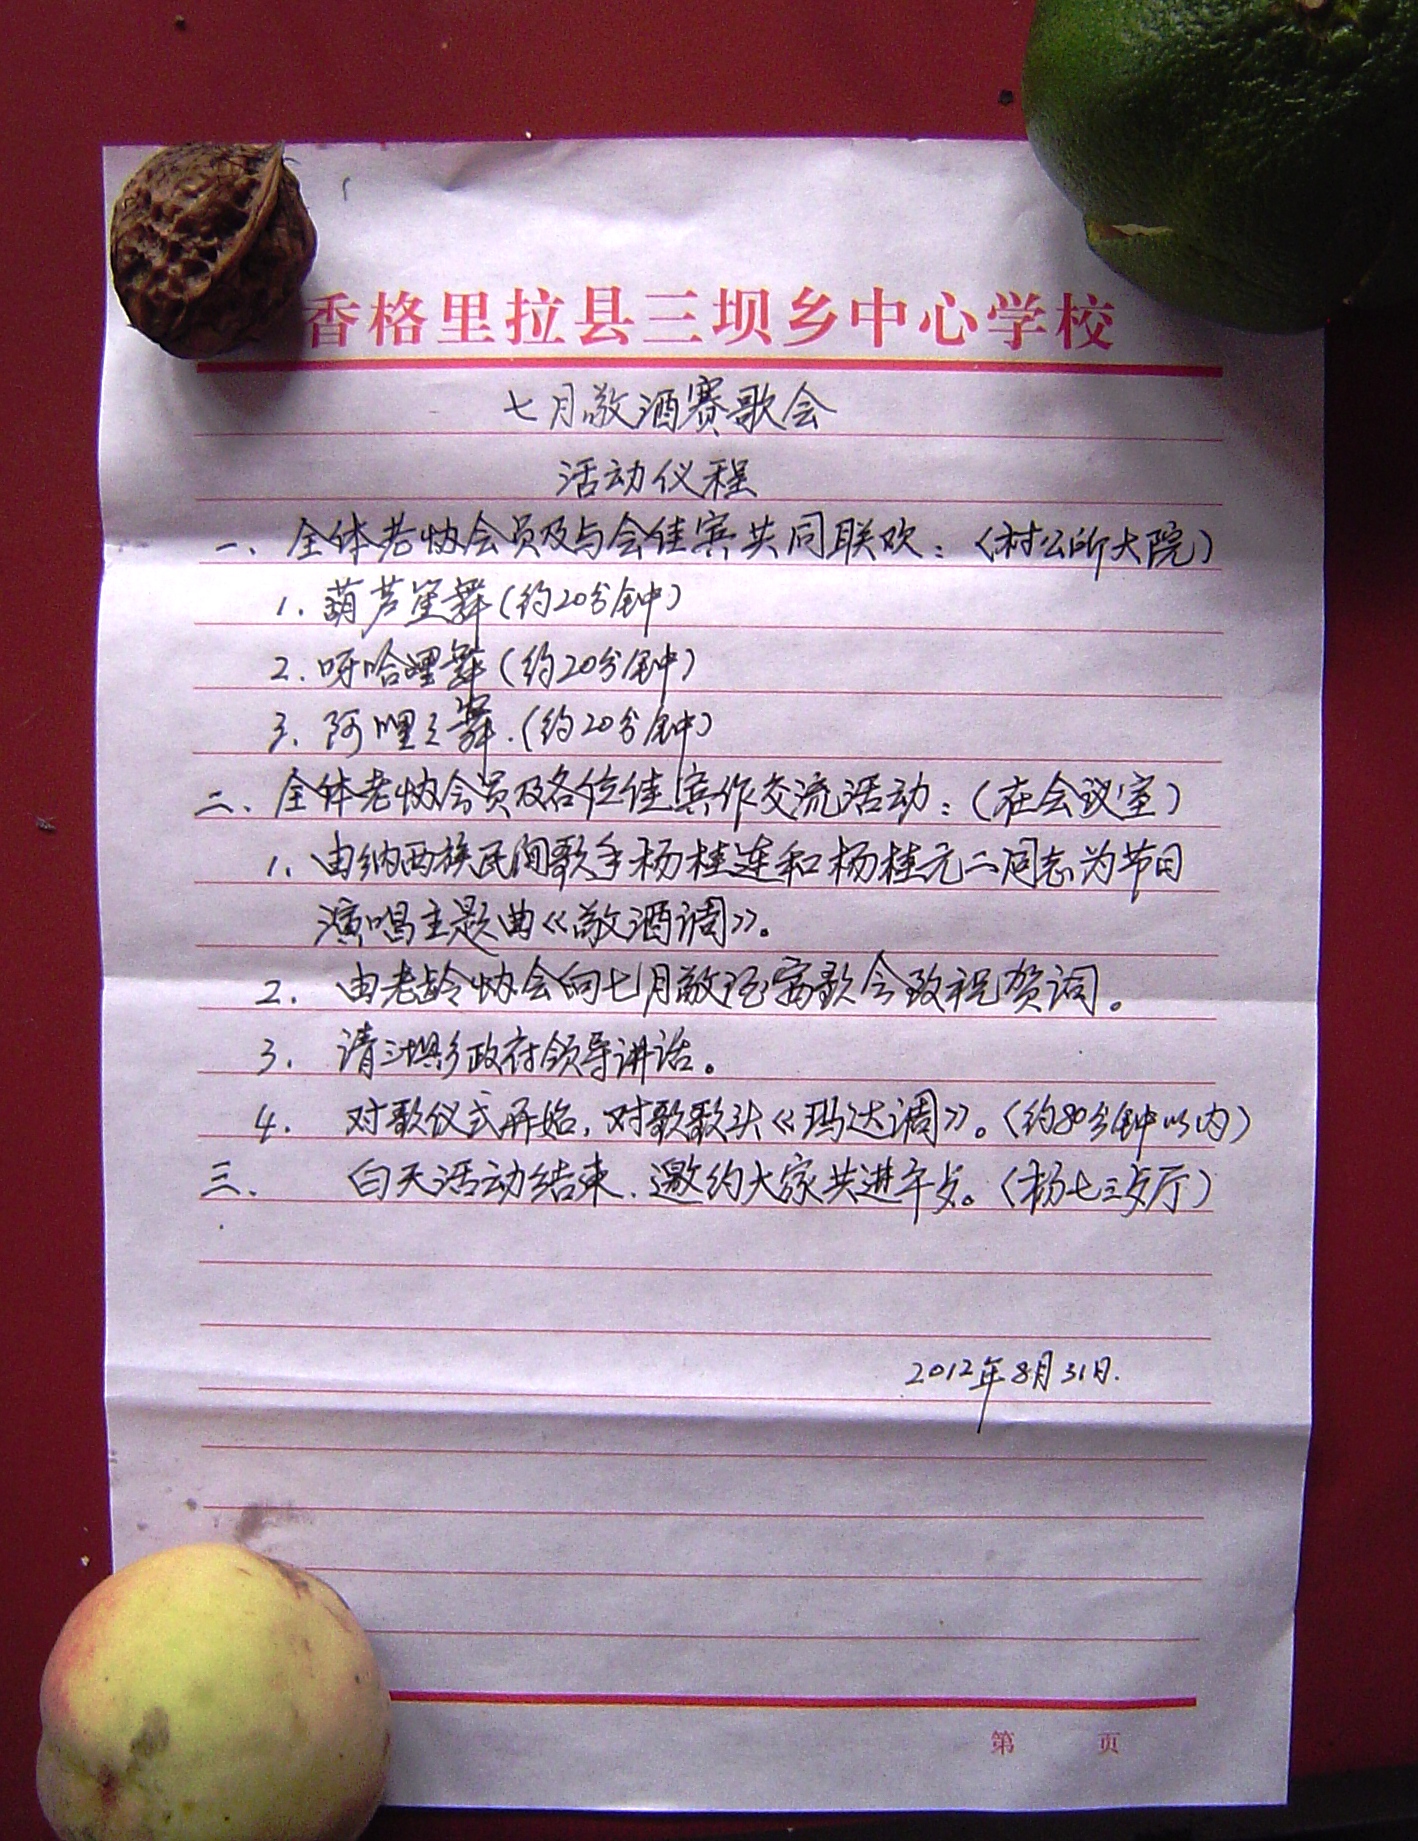 香格里拉县三坝乡中心学校
七月敬酒赛歌会
活动仪程
一、全体老协会员及与会佳宾共同联欢：（村公所大院）
1. 葫芦笙舞（约20分钟）
2. 呀哈哩舞（约20分钟）
3. 阿哩之舞.（约20分钟）
二、全体老协会员及各位佳宾作交流活动：（在会议室）
1. 由纳西族民间歌手杨桂莲和杨桂元二同志为节日
演唱主题曲《敬酒调》。
2. 由老龄协会向七月敬酒赛歌会致祝贺词。
3. 请三坝乡政府领导讲话。
4. 对歌仪式开始，对歌歌头《玛达调》。（约80分钟以内）
三、 白天活动结束、邀约大家共进午歺。（杨七三歺厅）
2012年8月31日.
第 页